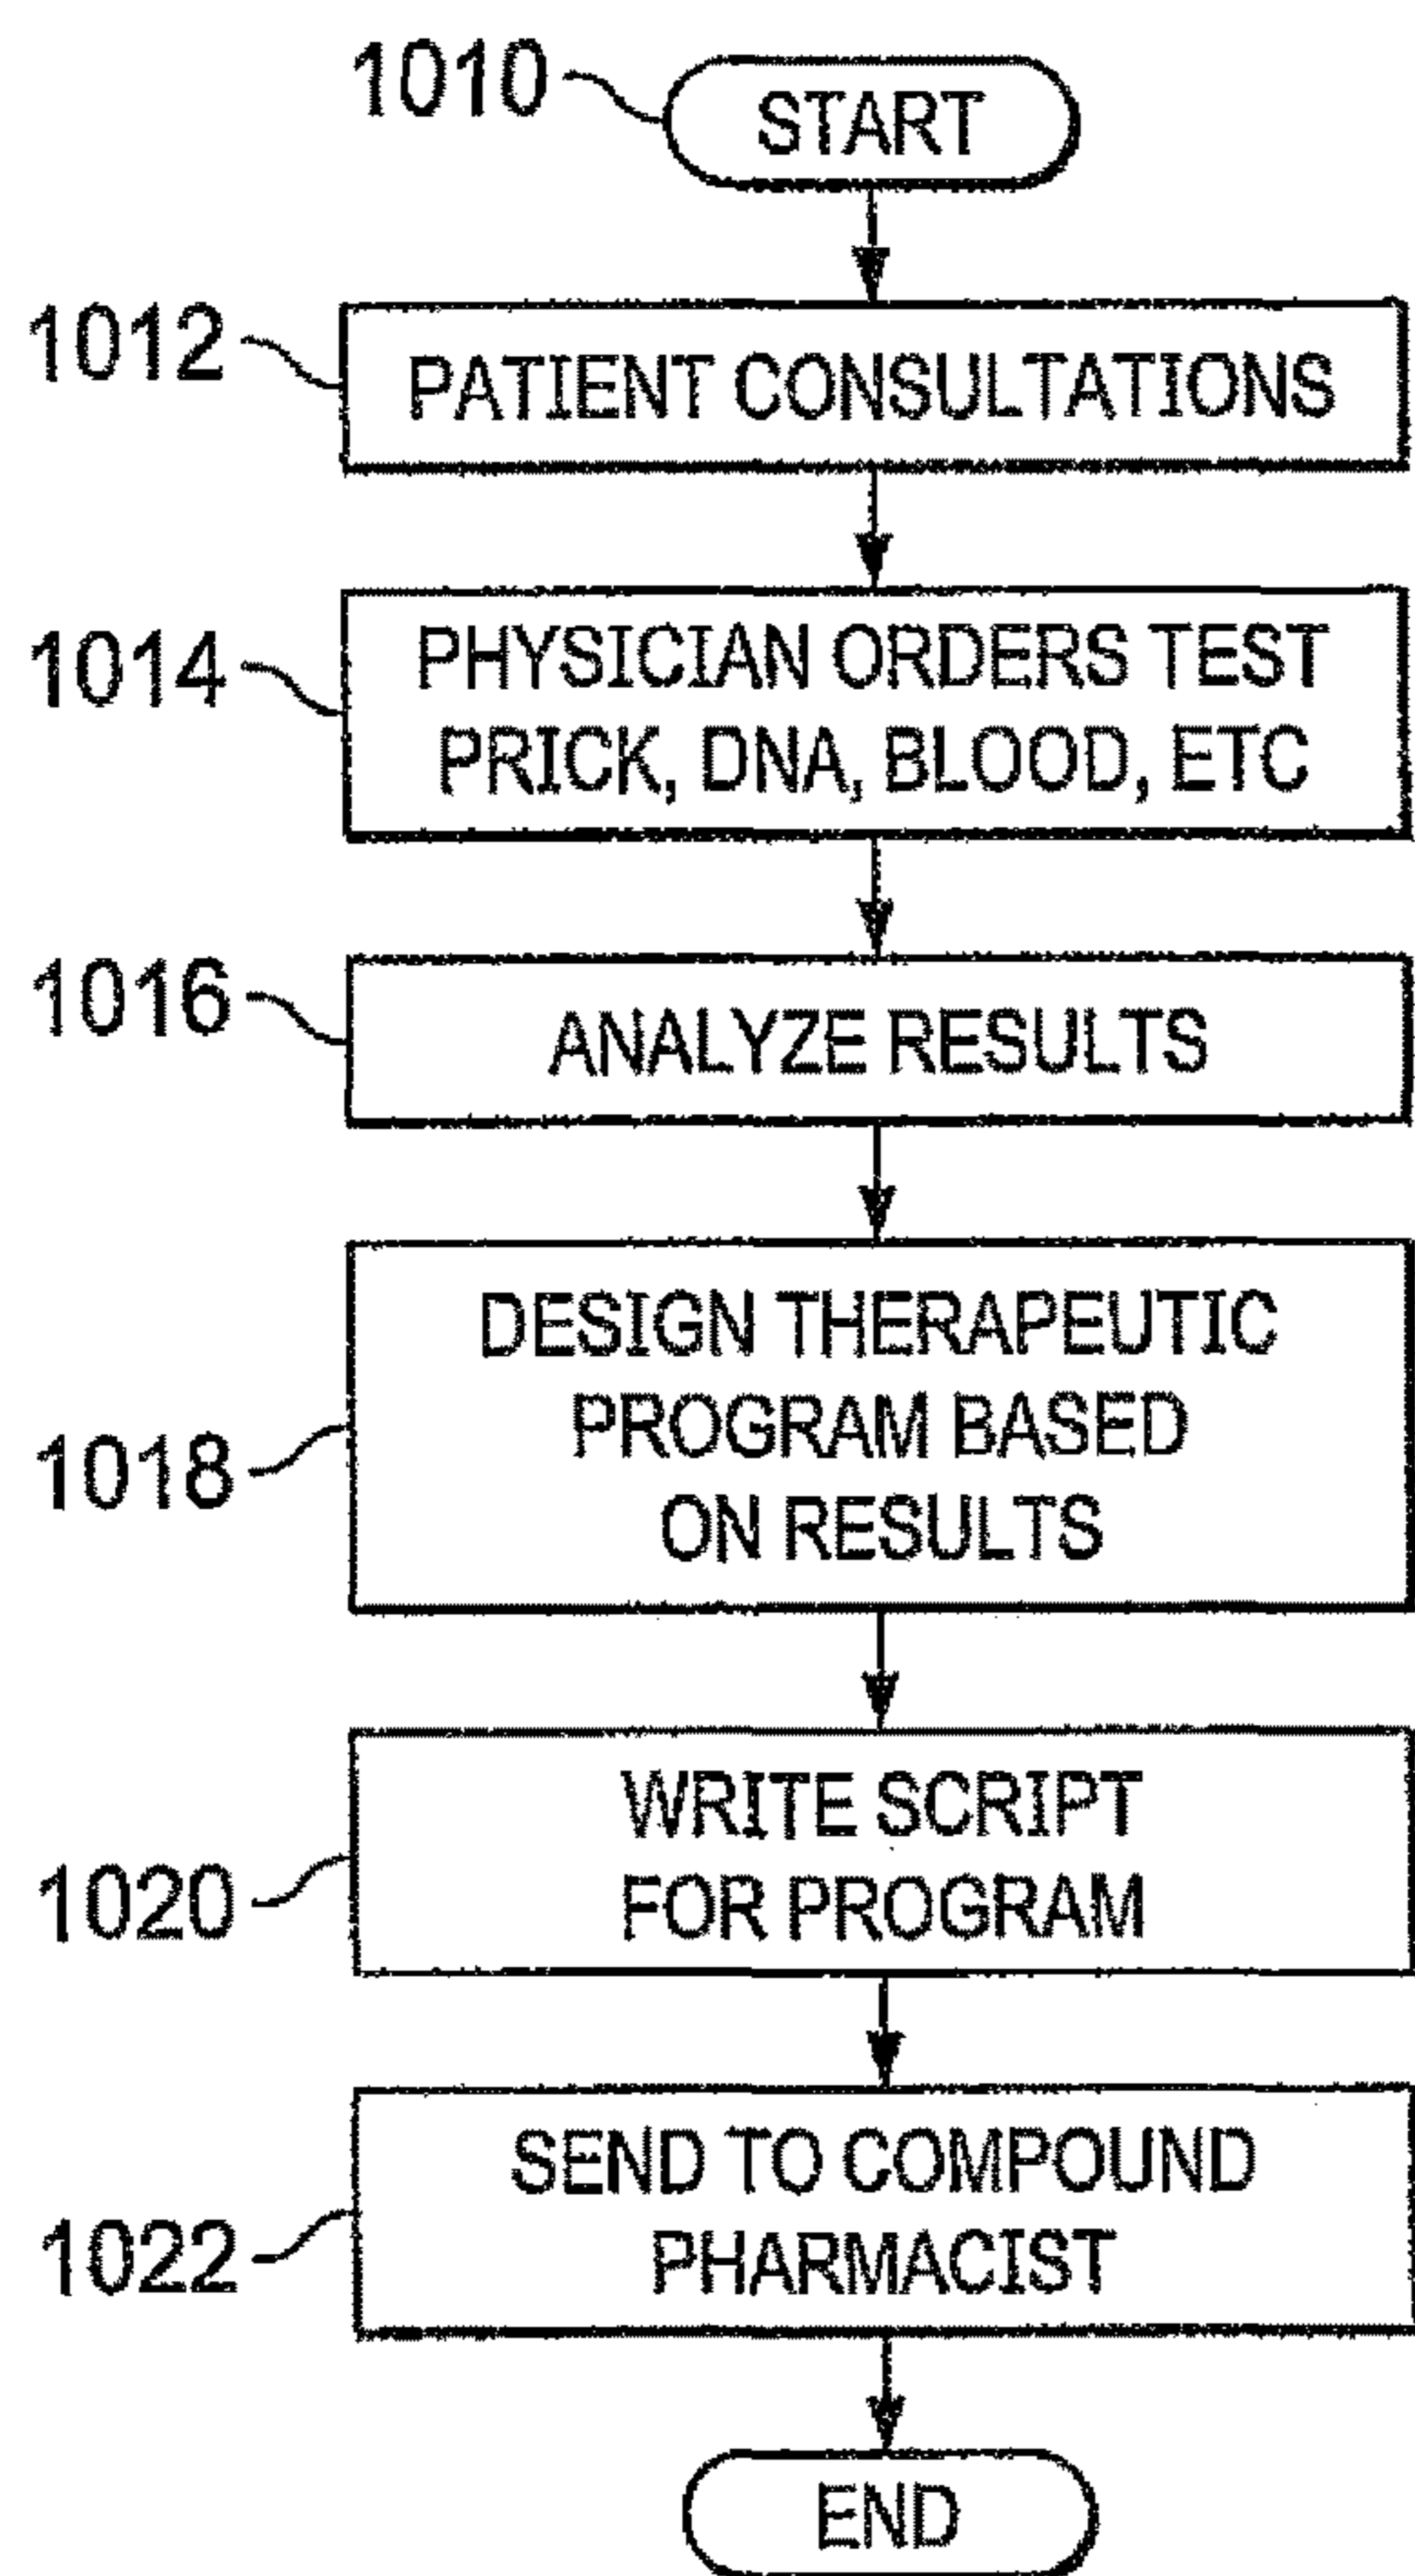 1010
START
1012
PATIENT CONSULTATIONS
1014
PHYSICIAN ORDERS TEST
PRICK, DNA, BLOOD, ETC
1016
ANALYZE RESULTS
1018
DESIGN THERAPEUTIC
PROGRAM BASED
ON RESULTS
1020
WRITE SCRIPT
FOR PROGRAM
1022
SEND TO COMPOUND
PHARMACIST
END